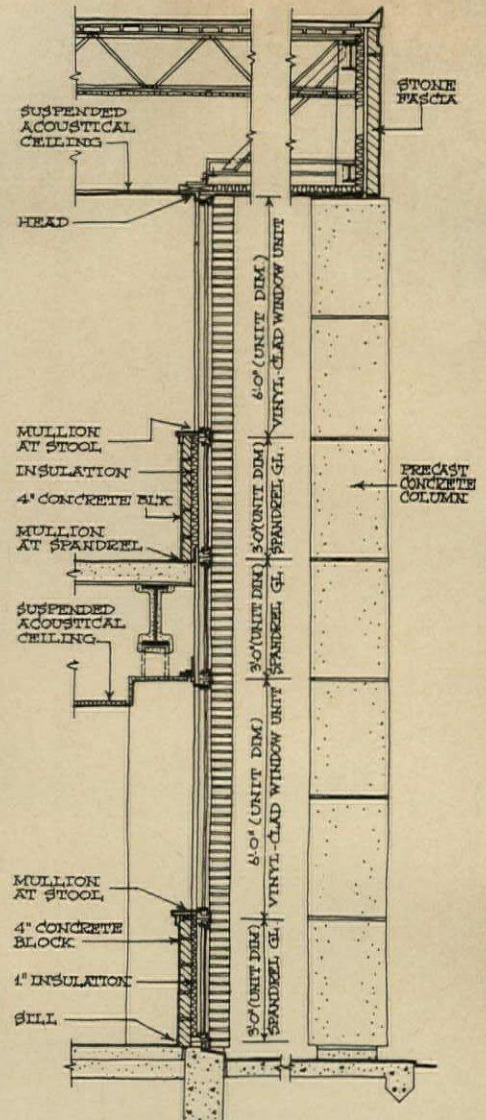 SUSPENDED
ACOUSTICAL
CEILING
HEAD
STONE
FASCIA
6'-0" (UNIT DIM.)
VINYL-CLAD WINDOW UNIT
MULLION
AT STOOL
INSULATION
4" CONCRETE BLK
MULLION
AT SPANDREL
3'-0" (UNIT DIM)
SPANDREL GL.
PRECAST
CONCRETE
COLUMN
SUSPENDED
ACOUSTICAL
CEILING
3'-0" (UNIT DIM)
SPANDREL GL.
6'-0" (UNIT DIM)
VINYL-CLAD WINDOW UNIT
MULLION
AT STOOL
4" CONCRETE
BLOCK
1" INSULATION
SILL
3'-0" (UNIT DIM)
SPANDREL GL.